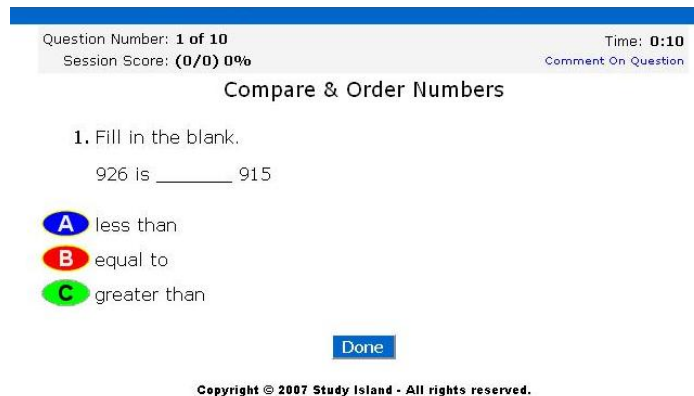 Question Number: 1 of 10
Time: 0:10
Session Score: (0/0) 0%
Comment On Question
Compare & Order Numbers
1. Fill in the blank.
926 is _______ 915
A less than
B equal to
C greater than
Done
Copyright © 2007 Study Island - All rights reserved.